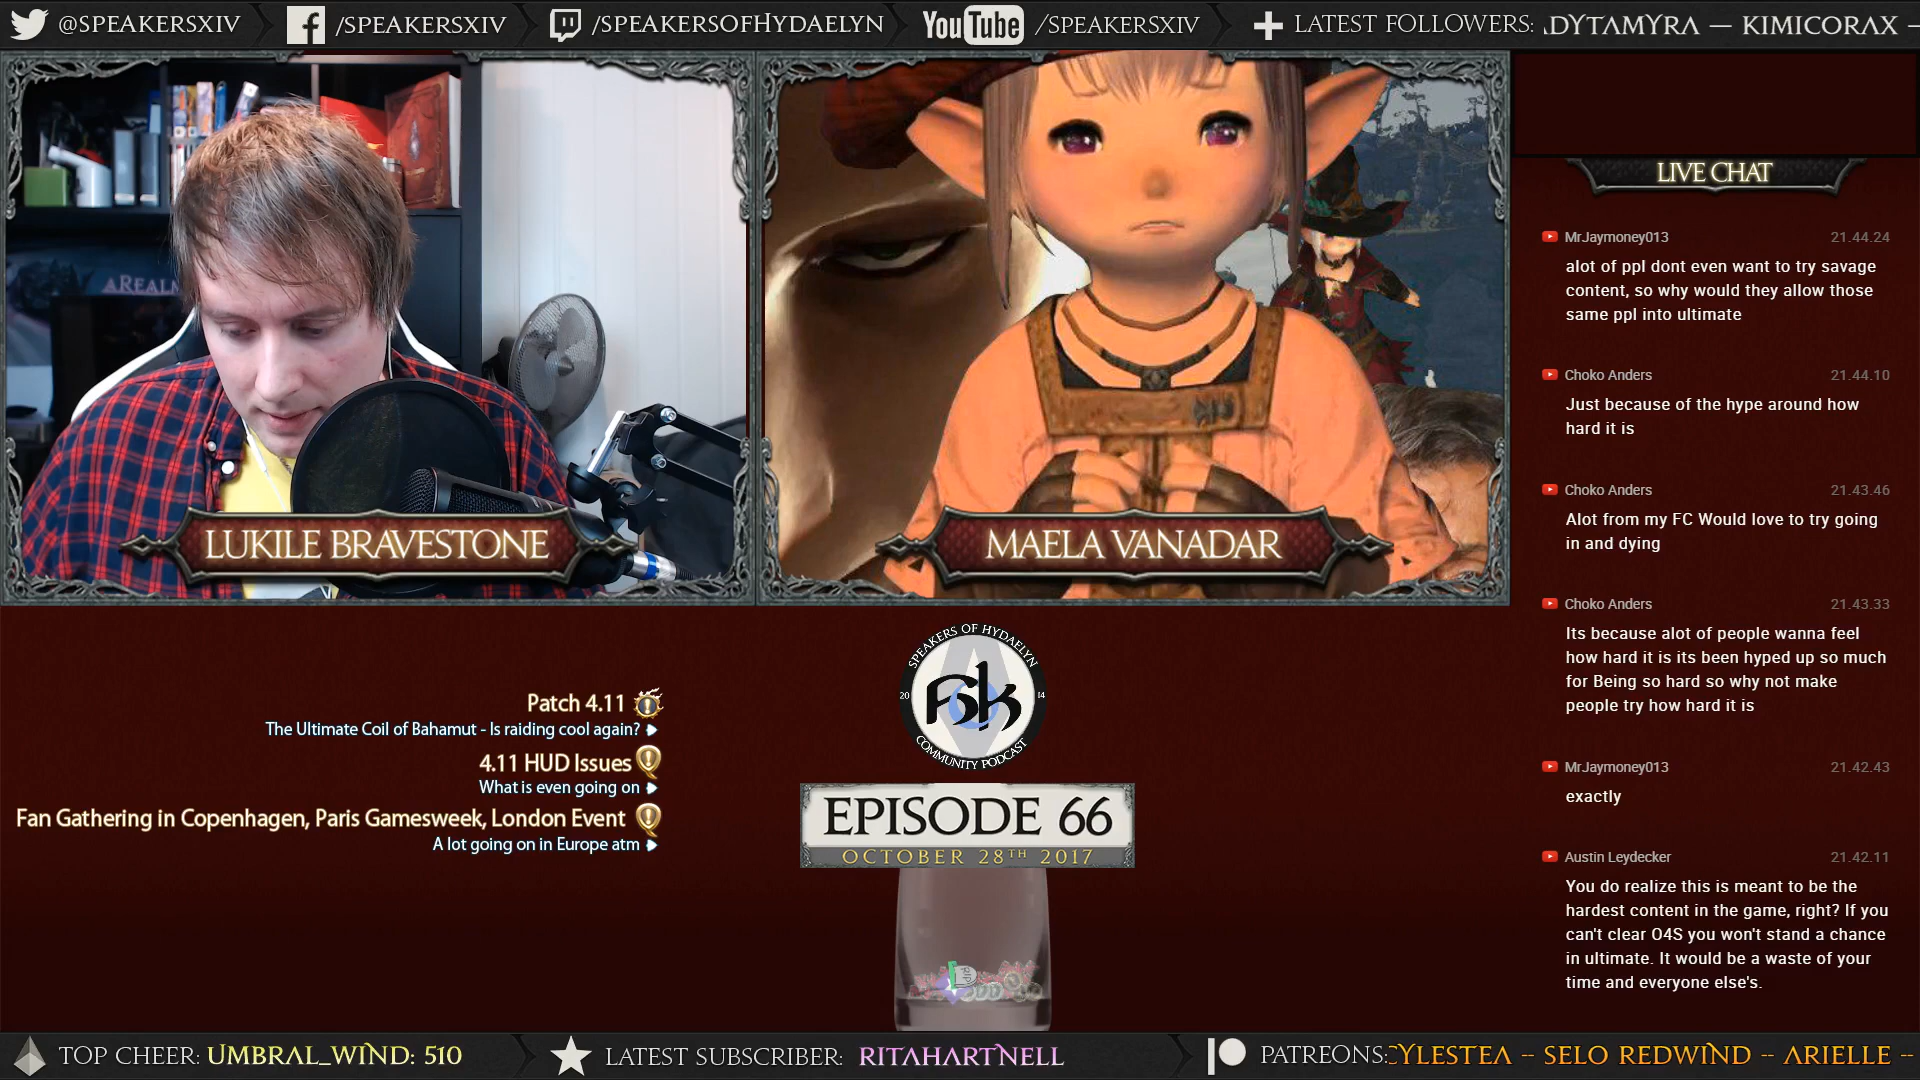 @SPEAKERSXIV
/SPEAKERSXIV
/SPEAKERSOFHYDAELYN
YouTube /SPEAKERSXIV
LATEST FOLLOWERS: ADYTAMYRA — KIMICORAX –
LIVE CHAT
MrJaymoney013 21.44.24
alot of ppl dont even want to try savage
content, so why would they allow those
same ppl into ultimate
Choko Anders 21.44.10
Just because of the hype around how
hard it is
Choko Anders 21.43.46
Alot from my FC Would love to try going
in and dying
Choko Anders 21.43.33
Its because alot of people wanna feel
how hard it is its been hyped up so much
for Being so hard so why not make
people try how hard it is
MrJaymoney013 21.42.43
exactly
Austin Leydecker 21.42.11
You do realize this is meant to be the
hardest content in the game, right? If you
can't clear O4S you won't stand a chance
in ultimate. It would be a waste of your
time and everyone else's.
AREALM
LUKILE BRAVESTONE
MAELA VANADAR
Patch 4.11
The Ultimate Coil of Bahamut - Is raiding cool again?
4.11 HUD Issues
What is even going on
Fan Gathering in Copenhagen, Paris Gamesweek, London Event
A lot going on in Europe atm
SPEAKERS OF HYDAELYN
20 14
COMMUNITY PODCAST
EPISODE 66
OCTOBER 28TH 2017
TOP CHEER: UMBRAL_WIND: 510
LATEST SUBSCRIBER: RITAHARTNELL
PATREONS: CYLESTEA -- SELO REDWIND -- ARIELLE --